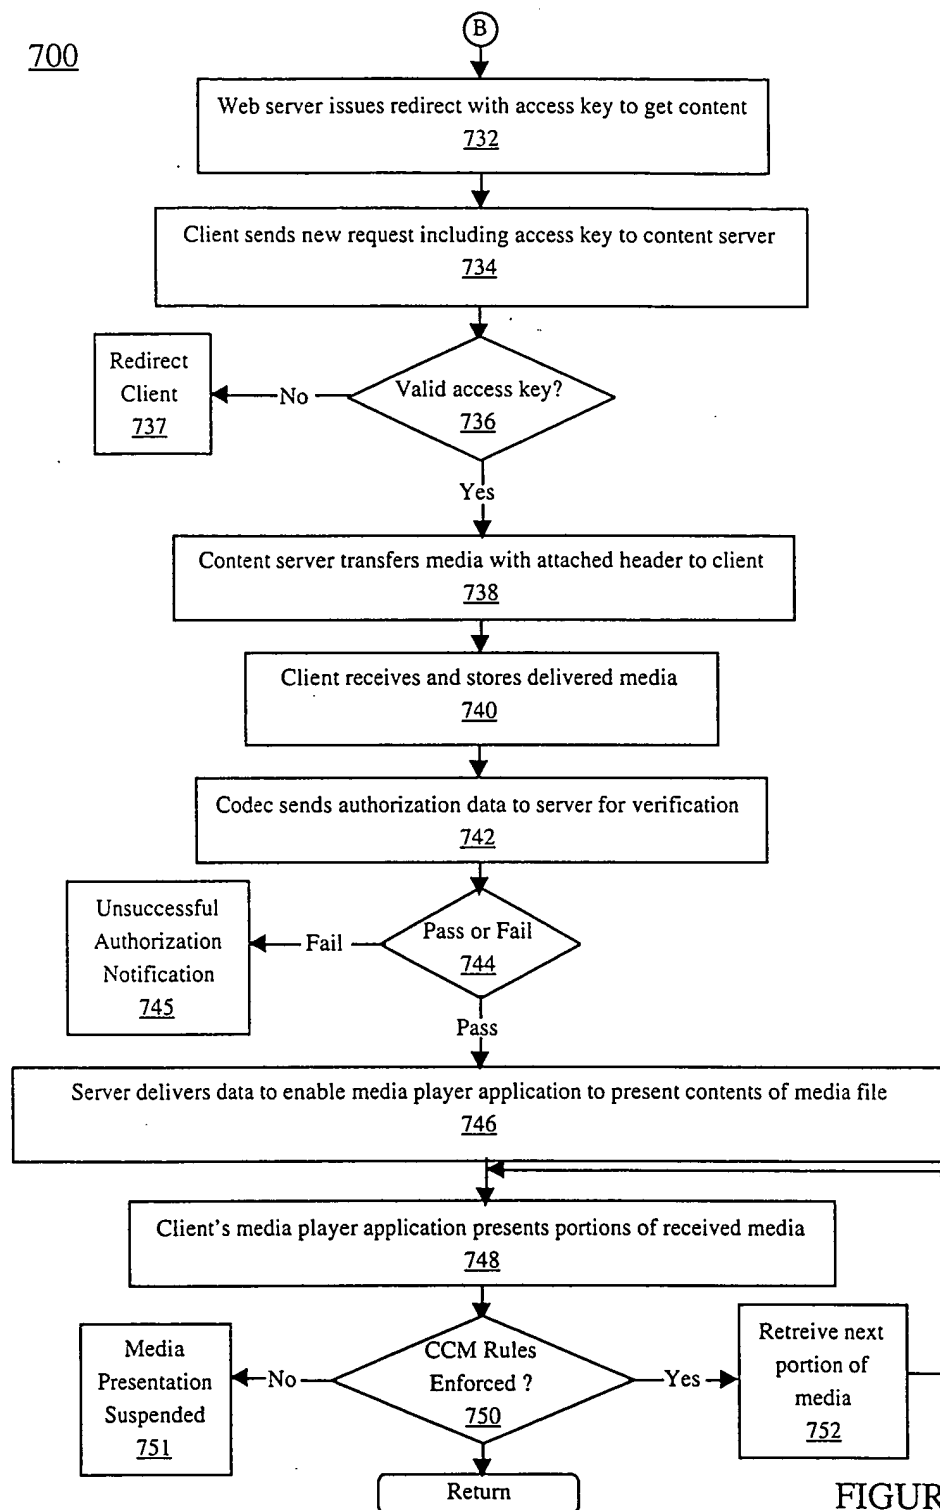 B
700
Web server issues redirect with access key to get content
732
Client sends new request including access key to content server
734
Redirect
Client
737
No
Valid access key?
736
Yes
Content server transfers media with attached header to client
738
Client receives and stores delivered media
740
Codec sends authorization data to server for verification
742
Unsuccessful
Authorization
Notification
745
Fail
Pass or Fail
744
Pass
Server delivers data to enable media player application to present contents of media file
746
Client's media player application presents portions of received media
748
Media
Presentation
Suspended
751
No
CCM Rules
Enforced ?
750
Yes
Retreive next
portion of
media
752
Return
FIGUR